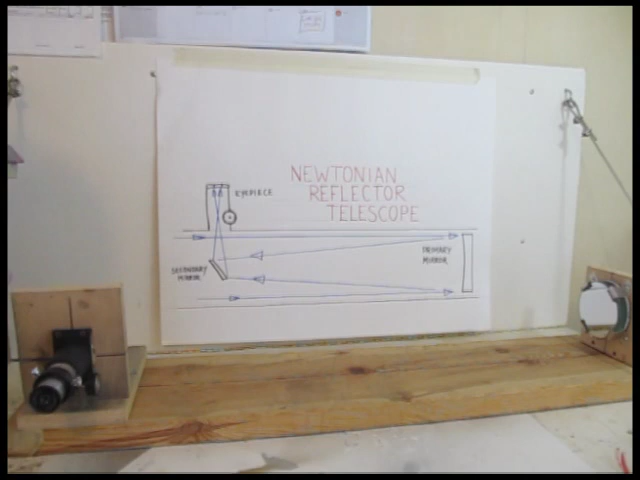 NEWTONIAN
REFLECTOR
TELESCOPE
EYEPIECE
SECONDARY
MIRROR
PRIMARY
MIRROR